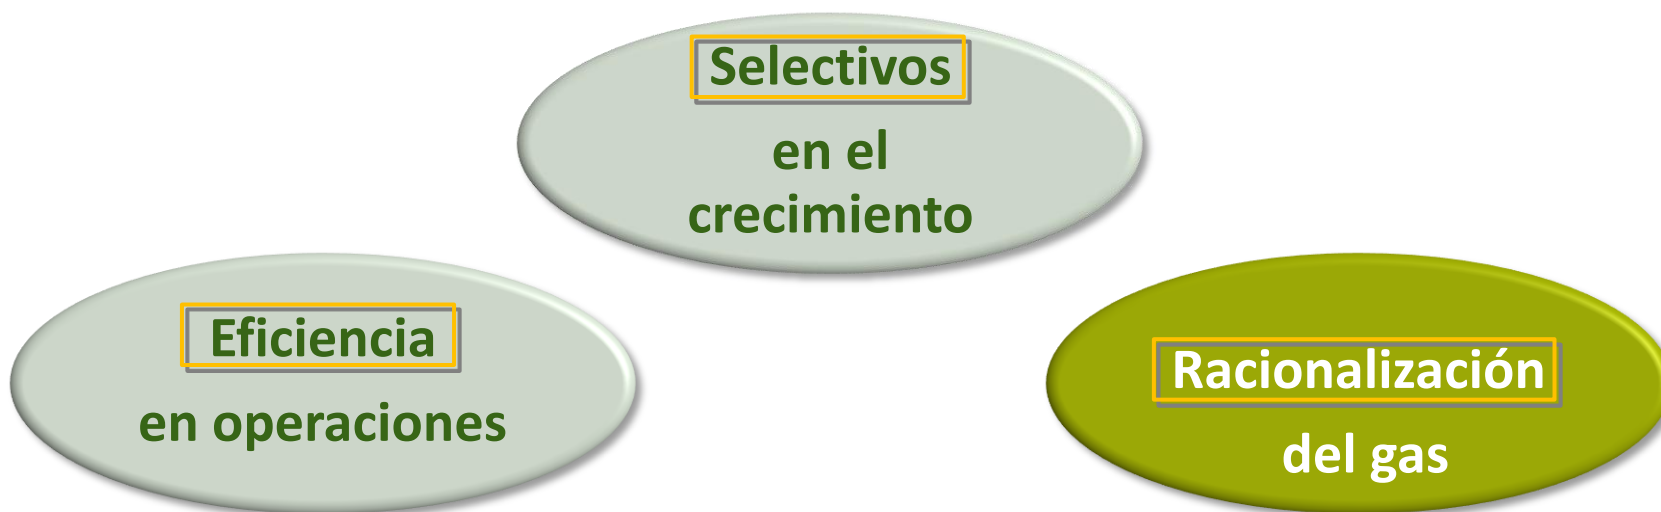 Selectivos
en el
crecimiento
Eficiencia
en operaciones
Racionalización
del gas